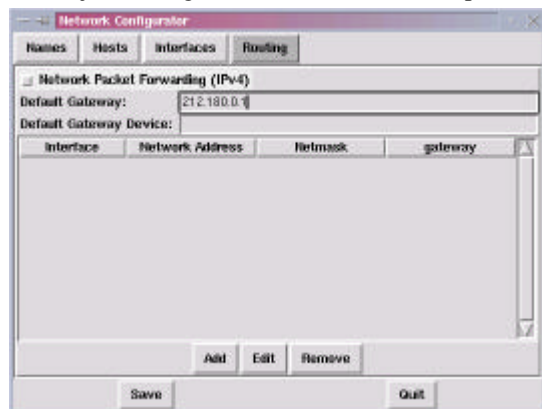 Network Configurator
Names Hosts Interfaces Routing
Network Packet Forwarding (IPv4)
Default Gateway: 212.180.0.1
Default Gateway Device:
Interface Network Address Netmask gateway
Add Edit Remove
Save Quit